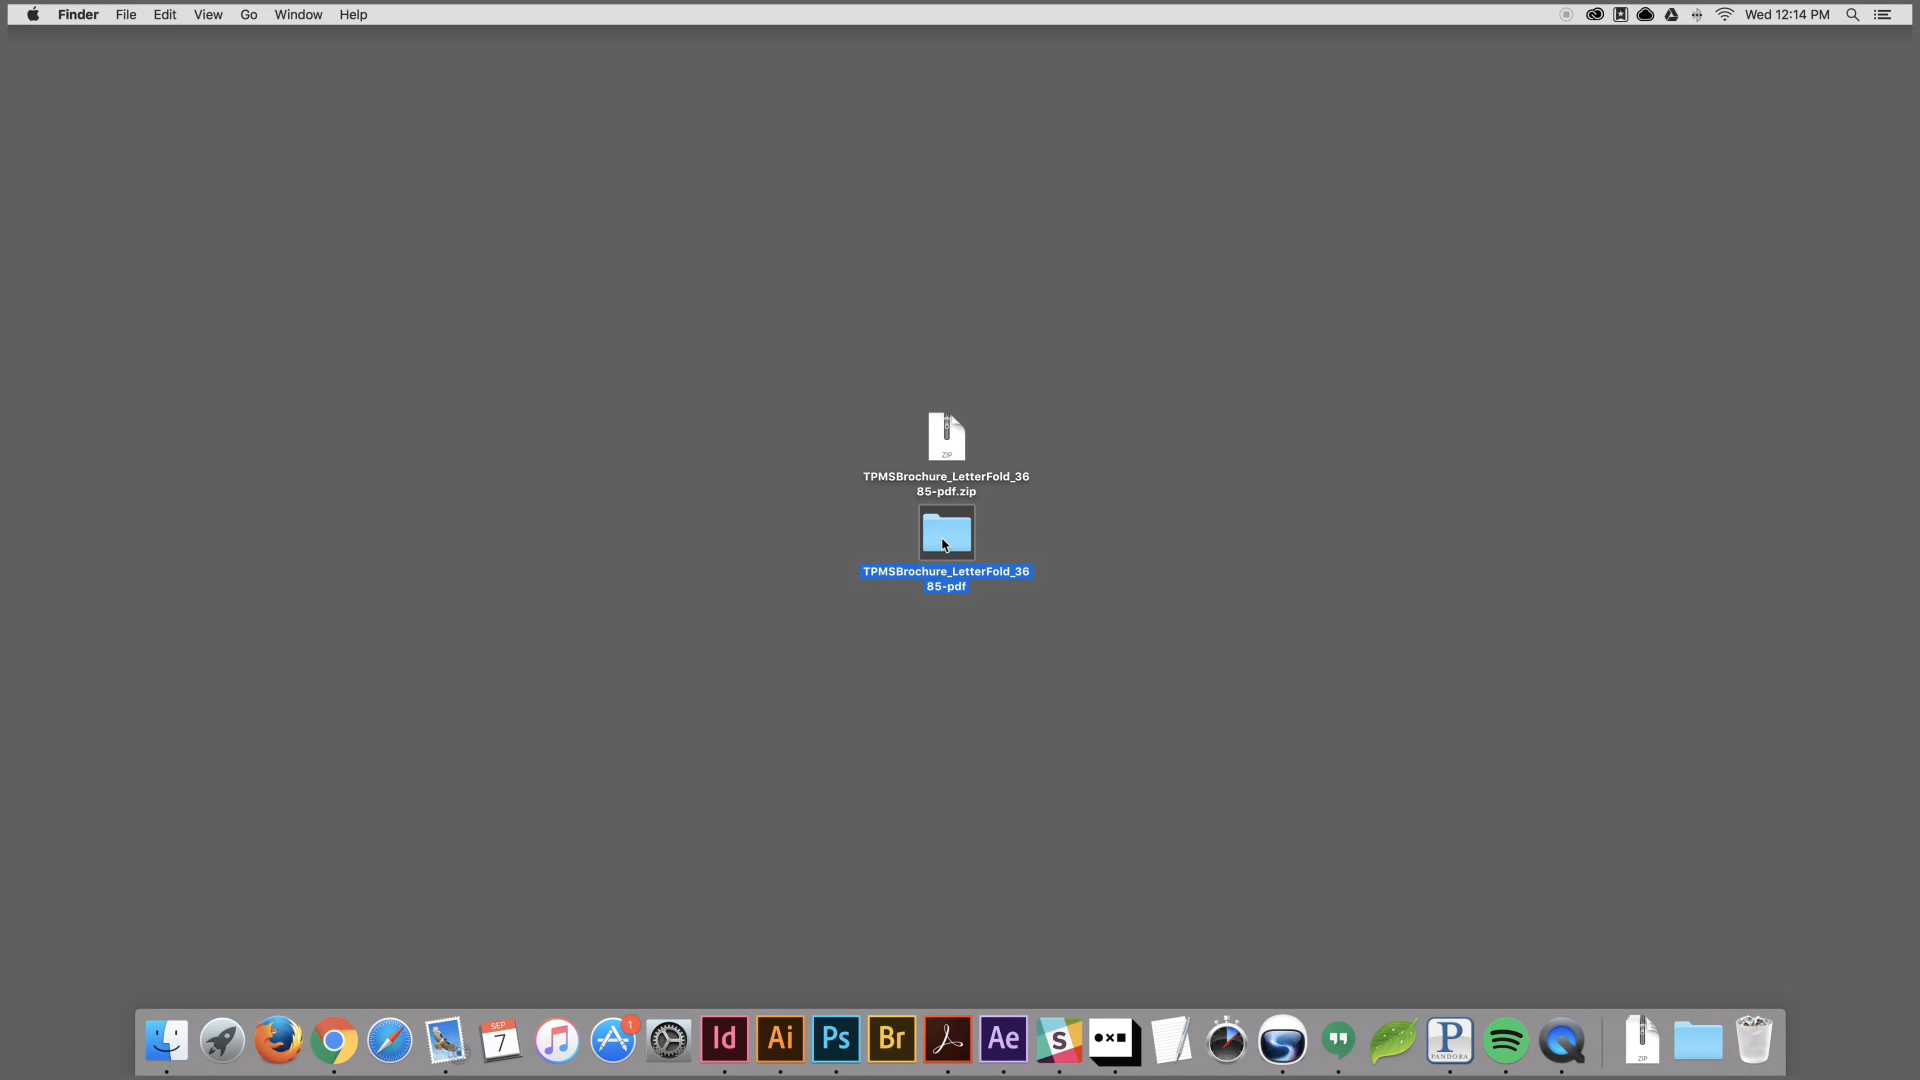 Finder File Edit View Go Window Help Wed 12:14 PM
ZIP
TPMSBrochure_LetterFold_36
85-pdf.zip
TPMSBrochure_LetterFold_36
85-pdf
SEP
7
1
Id
Ai
Ps
Br
Ae
S
P
PANDORA
ZIP